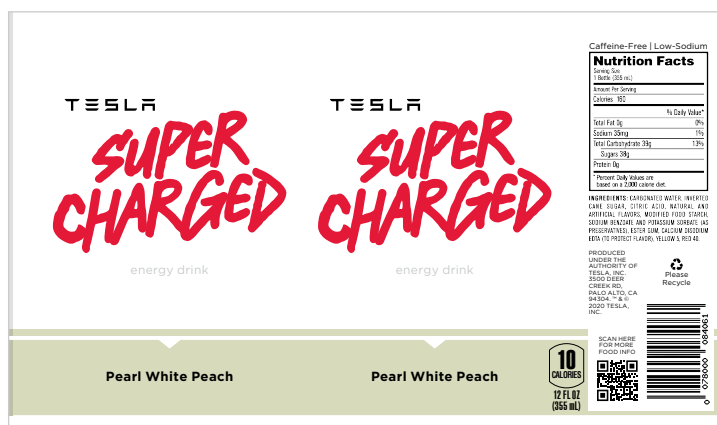 TESLA
SUPER
CHARGED
energy drink
Pearl White Peach
TESLA
SUPER
CHARGED
energy drink
Pearl White Peach
10
CALORIES
12 FL OZ
(355 mL)
Caffeine-Free | Low-Sodium
Nutrition Facts
Serving Size
1 Bottle (355 mL)
Amount Per Serving
Calories 160
% Daily Value*
Total Fat 0g 0%
Sodium 35mg 1%
Total Carbohydrate 39g 13%
Sugars 38g
Protein 0g
* Percent Daily Values are
based on a 2,000 calorie diet.
INGREDIENTS: CARBONATED WATER, INVERTED
CANE SUGAR, CITRIC ACID, NATURAL AND
ARTIFICIAL FLAVORS, MODIFIED FOOD STARCH,
SODIUM BENZOATE AND POTASSIUM SORBATE (AS
PRESERVATIVES), ESTER GUM, CALCIUM DISODIUM
EDTA (TO PROTECT FLAVOR), YELLOW 5, RED 40.
PRODUCED
UNDER THE
AUTHORITY OF
TESLA, INC.
3500 DEER
CREEK RD,
PALO ALTO, CA
94304. ™ & ©
2020 TESLA,
INC.
Please
Recycle
SCAN HERE
FOR MORE
FOOD INFO
0 078000 084061